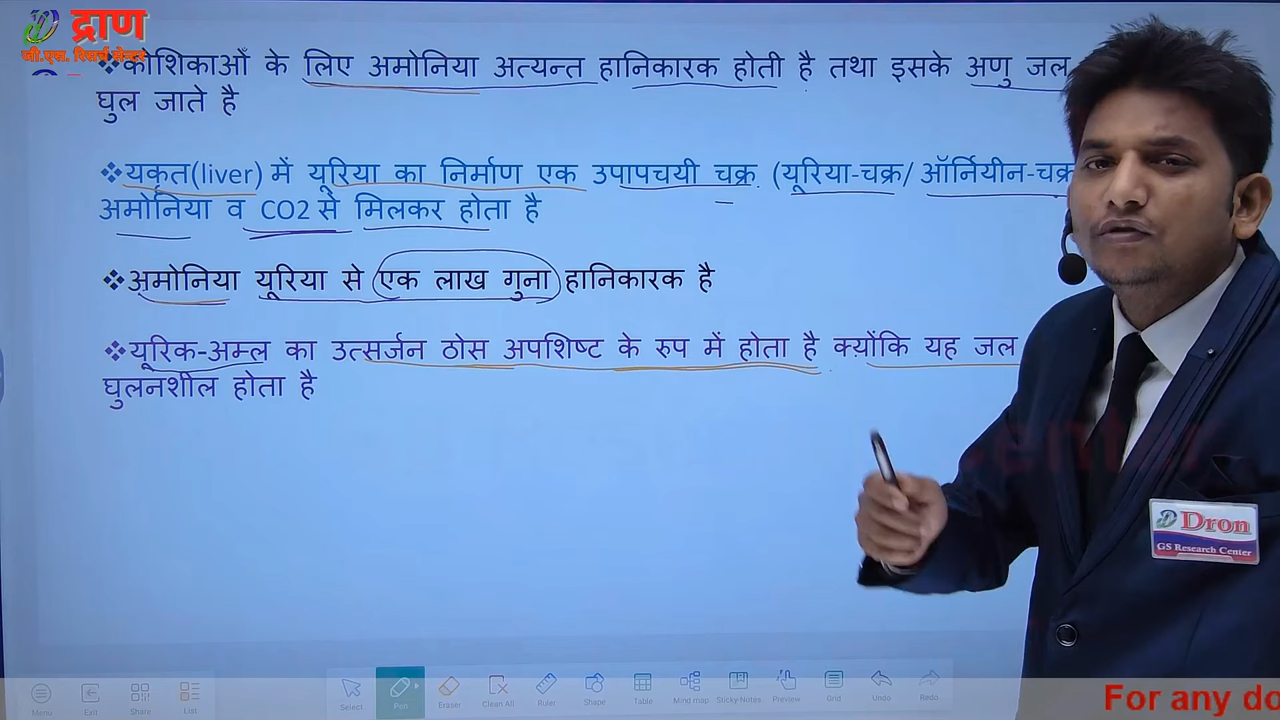 द्राण
जी.एस. रिसर्च सेन्टर
❖कोशिकाओं के लिए अमोनिया अत्यन्त हानिकारक होती है तथा इसके अणु जल
घुल जाते है
❖यकृत(liver) में यूरिया का निर्माण एक उपापचयी चक्र (यूरिया-चक्र/ ऑर्नियीन-चक्र
अमोनिया व CO2 से मिलकर होता है
❖अमोनिया यूरिया से एक लाख गुना हानिकारक है
❖यूरिक-अम्ल का उत्सर्जन ठोस अपशिष्ट के रुप में होता है क्योंकि यह जल
घुलनशील होता है
Dron
GS Research Center
Menu Exit Share List Select Pen Eraser Clean All Ruler Shape Table Mind map Sticky-Notes Preview Grid Undo Redo
For any do